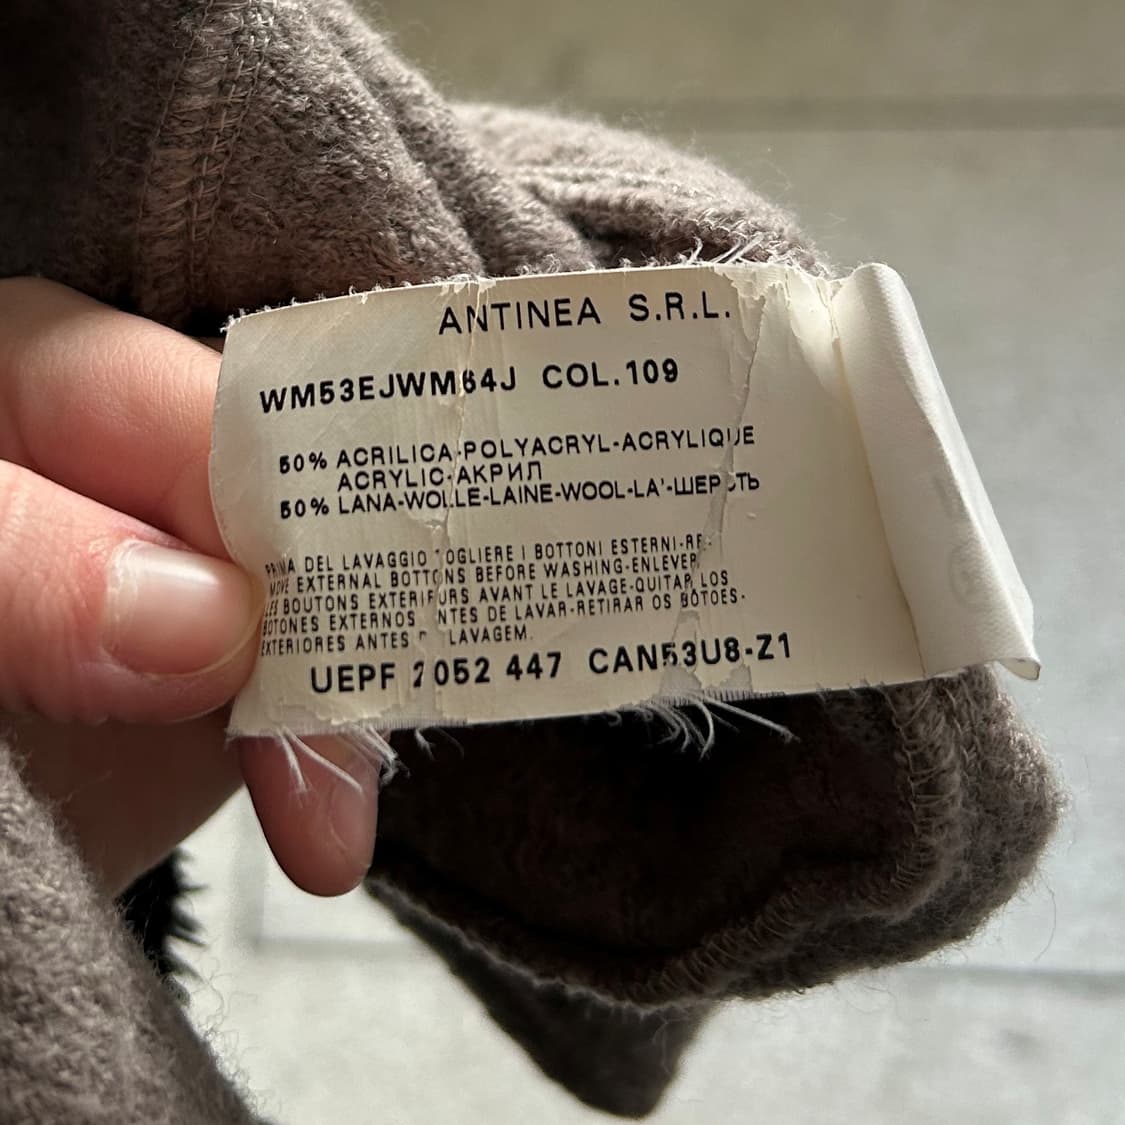 ANTINEA S.R.L.
WM53EJWM64J COL.109
50% ACRILICA-POLYACRYL-ACRYLIQUE
ACRYLIC-АКРИЛ
50% LANA-WOLLE-LAINE-WOOL-LA'-ШЕРСТЬ
PRIMA DEL LAVAGGIO TOGLIERE I BOTTONI ESTERNI-RE-
MOVE EXTERNAL BOTTONS BEFORE WASHING-ENLEVER
LES BOUTONS EXTERIEURS AVANT LE LAVAGE-QUITAR LOS
BOTONES EXTERNOS ANTES DE LAVAR-RETIRAR OS BOTOES-
EXTERIORES ANTES LAVAGEM.
UEPF 2052 447 CAN53U8-Z1